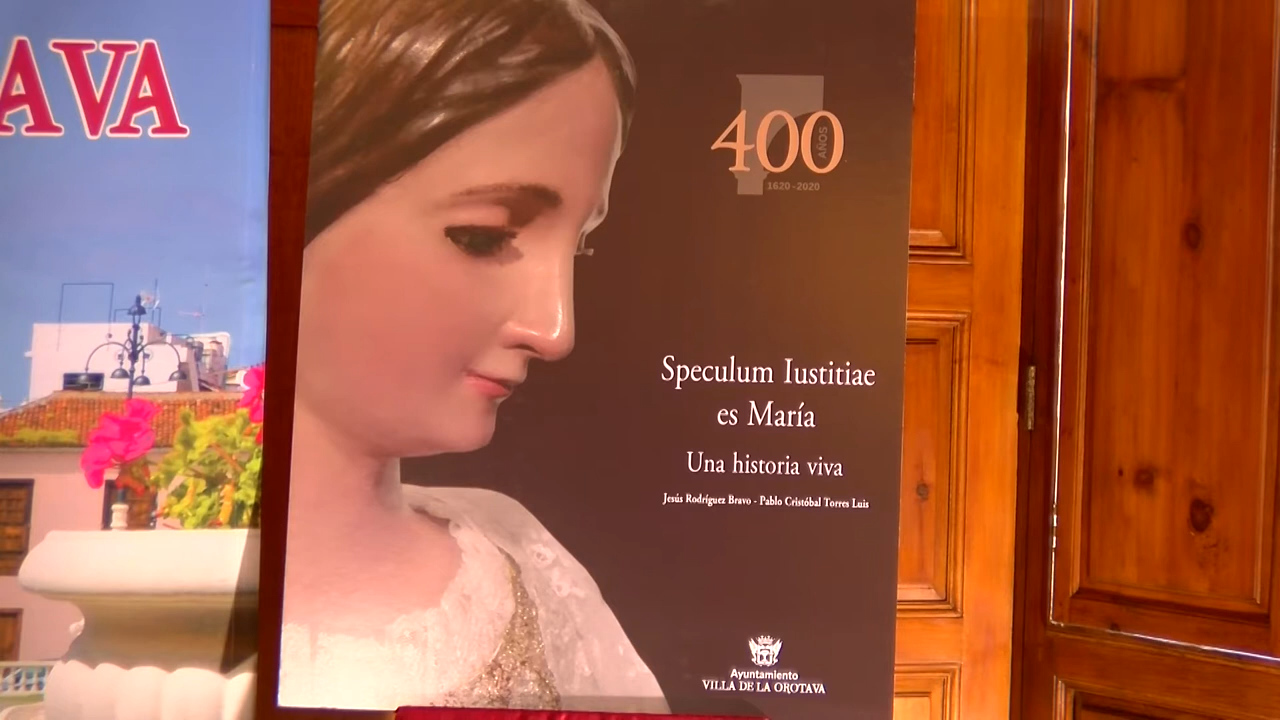 AVA
400
AÑOS
1620-2020
Speculum Iustitiae
es María
Una historia viva
Jesús Rodríguez Bravo - Pablo Cristóbal Torres Luis
Ayuntamiento
VILLA DE LA OROTAVA